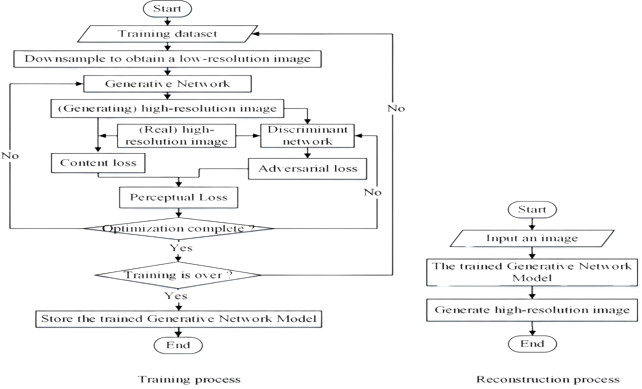 Start
Training dataset
Downsample to obtain a low-resolution image
Generative Network
(Generating) high-resolution image
(Real) high-
resolution image
Discriminant
network
Content loss
Adversarial loss
Perceptual Loss
No
No
No
Optimization complete ?
Yes
Training is over ?
Yes
Store the trained Generative Network Model
End
Training process
Start
Input an image
The trained Generative Network
Model
Generate high-resolution image
End
Reconstruction process